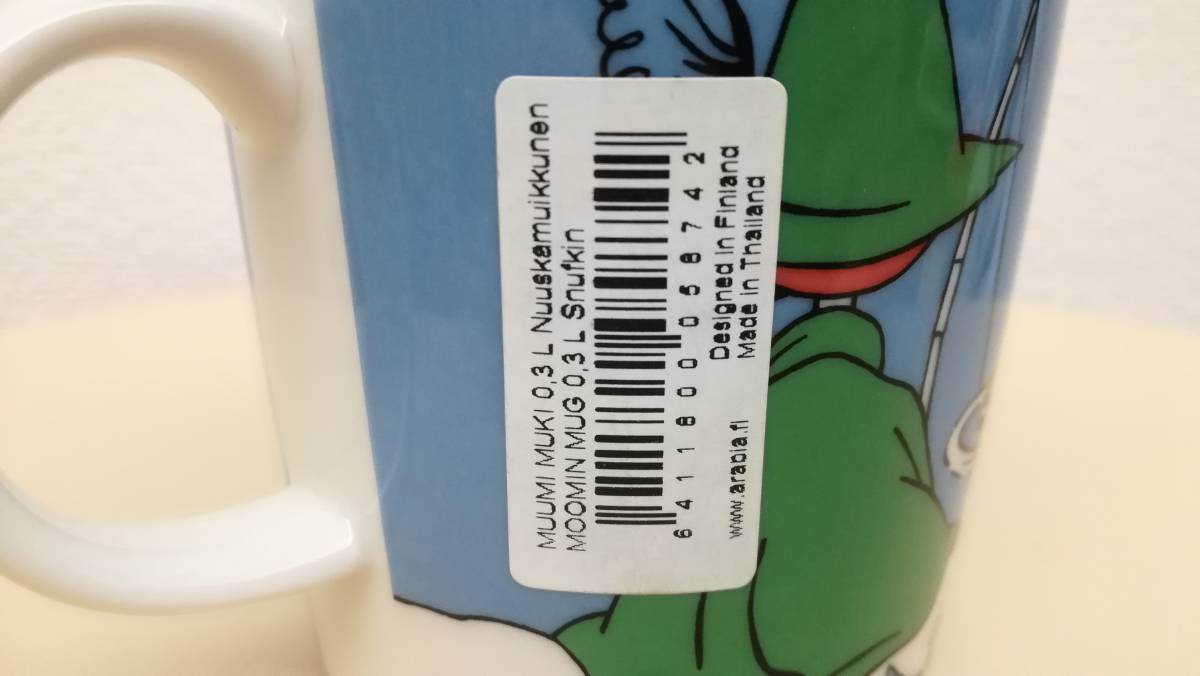 MUUMI MUKI 0,3 L Nuuskamuikkunen
MOOMIN MUG 0,3 L Snufkin
6 411800 058742
Designed in Finland
www.arabia.fi Made in Thailand